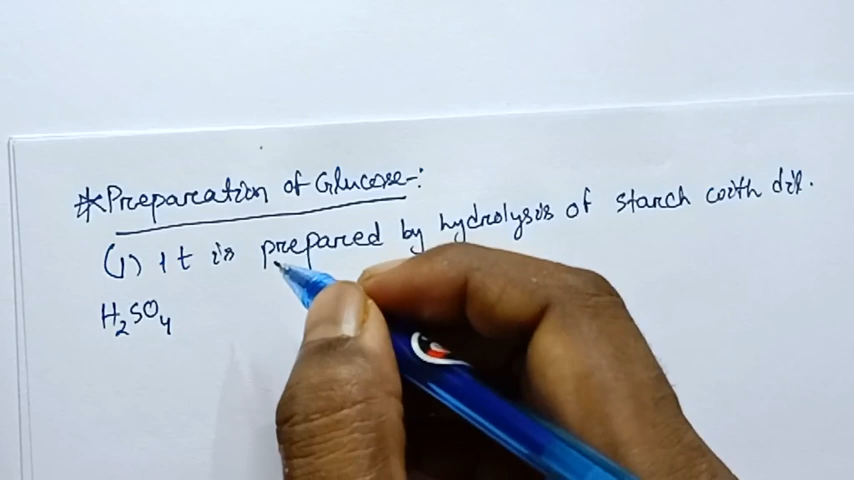 *Preparation of Glucose-:
(1) It is prepared by hydrolysis of starch with dil.
H₂SO₄